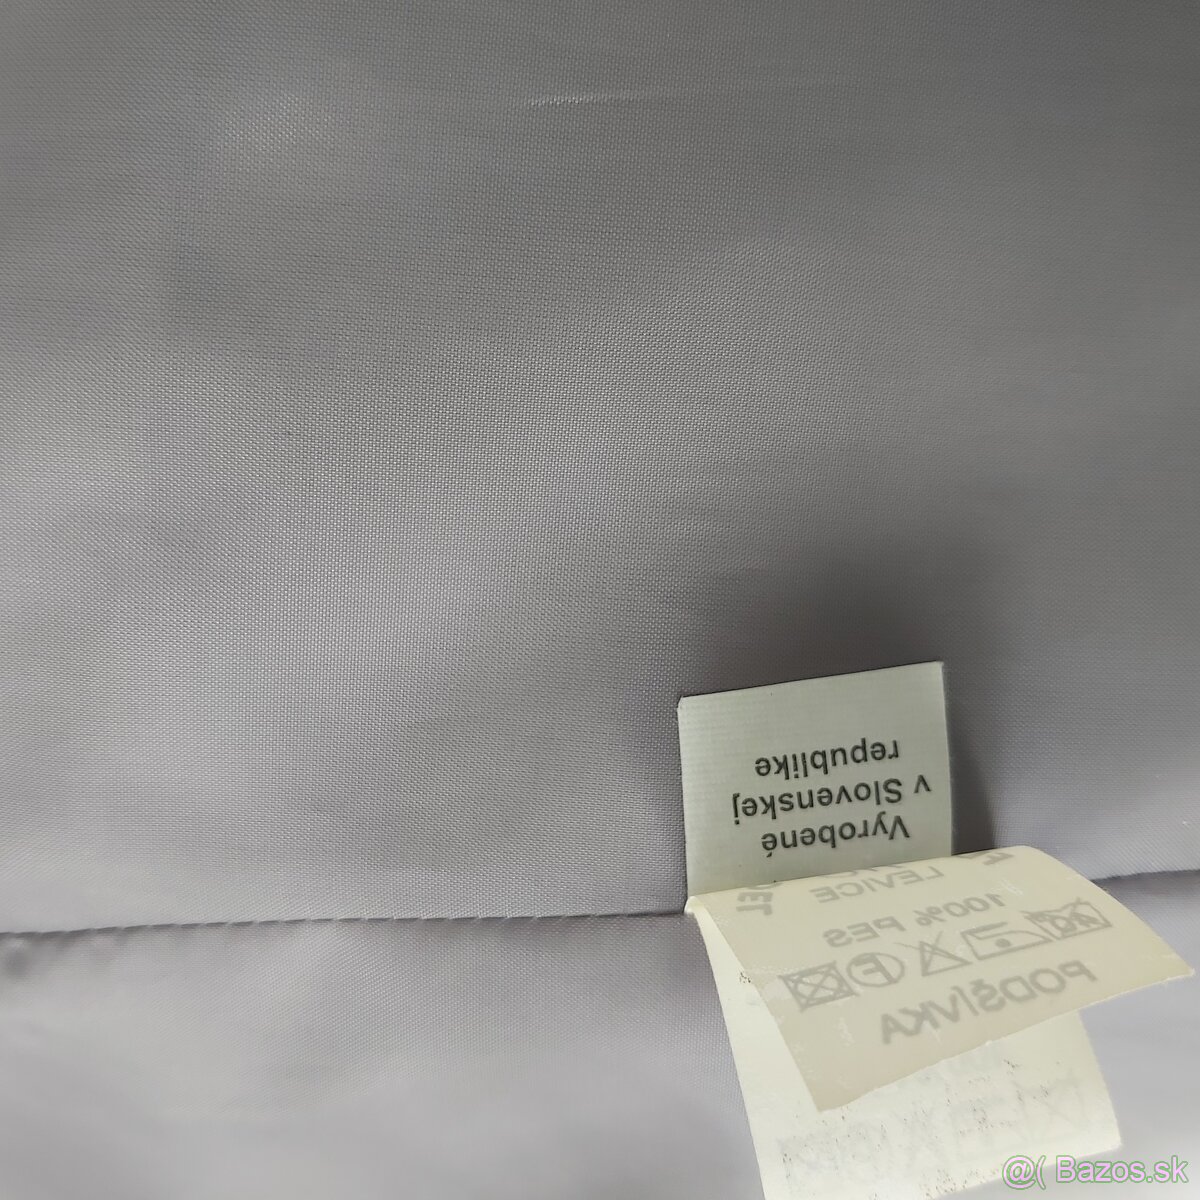 Vyrobené
v Slovenskej
republike
LEVICE
100% PES
PODŠÍVKA
@( Bazos.sk